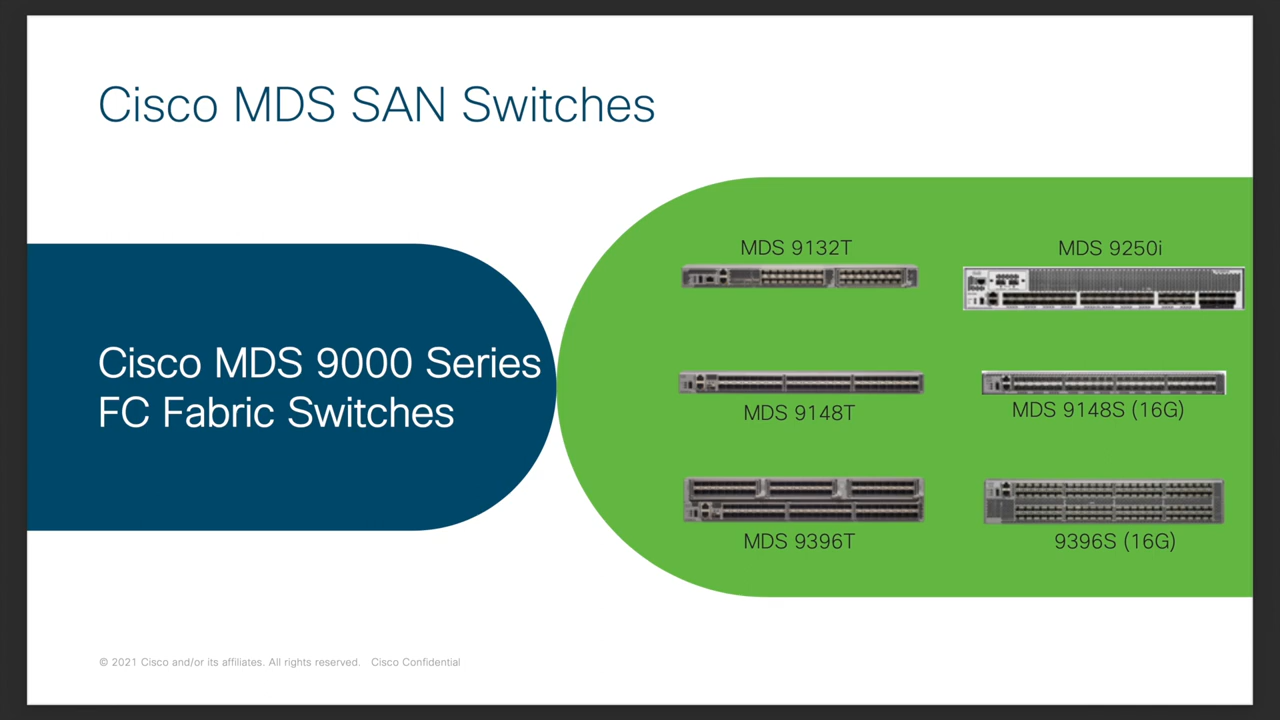 Cisco MDS SAN Switches
MDS 9132T
MDS 9250i
Cisco MDS 9000 Series
FC Fabric Switches
MDS 9148T
MDS 9148S (16G)
MDS 9396T
9396S (16G)
© 2021 Cisco and/or its affiliates. All rights reserved. Cisco Confidential